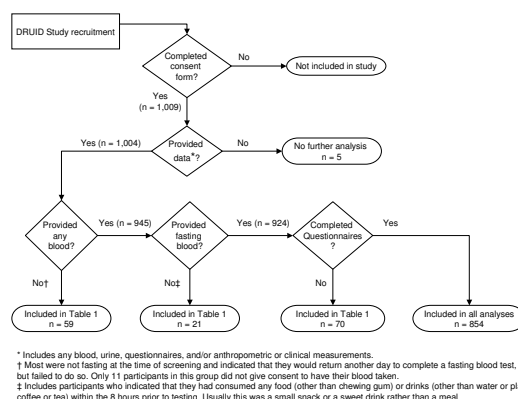 DRUID Study recruitment
Completed
consent
form?
No
Not included in study
Yes
(n = 1,009)
Provided
data*?
Yes (n = 1,004)
No
No further analysis
n = 5
Provided
any
blood?
Yes (n = 945)
Provided
fasting
blood?
Yes (n = 924)
Completed
Questionnaires
?
Yes
No†
No‡
No
Included in Table 1
n = 59
Included in Table 1
n = 21
Included in Table 1
n = 70
Included in all analyses
n = 854
* Includes any blood, urine, questionnaires, and/or anthropometric or clinical measurements.
† Most were not fasting at the time of screening and indicated that they would return another day to complete a fasting blood test,
but failed to do so. Only 11 participants in this group did not give consent to have their blood taken.
‡ Includes participants who indicated that they had consumed any food (other than chewing gum) or drinks (other than water or
coffee or tea) within the 8 hours prior to testing. Usually this was a small snack or a sweet drink rather than a meal.